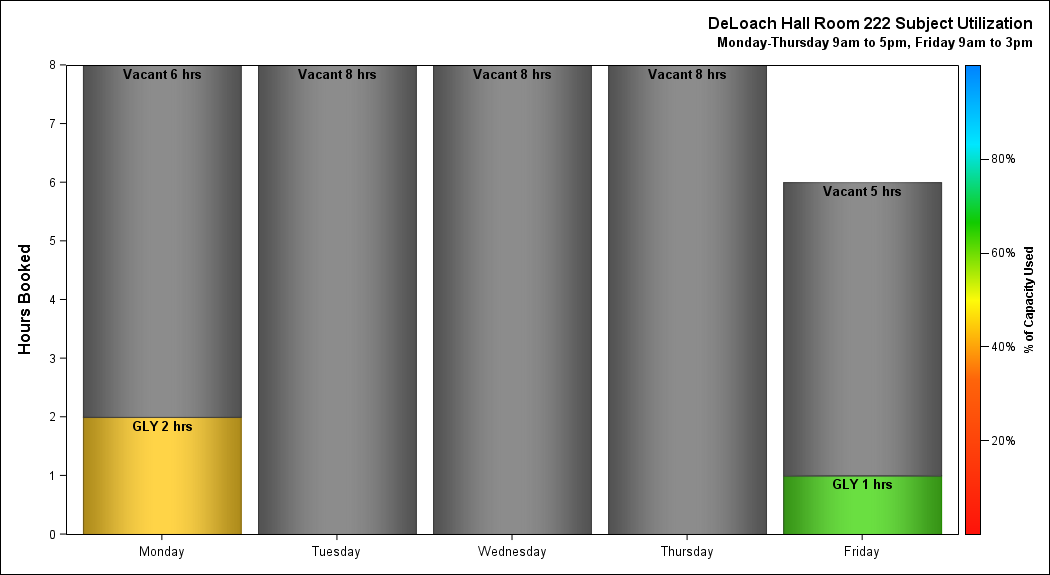 DeLoach Hall Room 222 Subject Utilization
Monday-Thursday 9am to 5pm, Friday 9am to 3pm
Hours Booked
8
7
6
5
4
3
2
1
0
Vacant 6 hrs
Vacant 8 hrs
Vacant 8 hrs
Vacant 8 hrs
Vacant 5 hrs
GLY 2 hrs
GLY 1 hrs
Monday
Tuesday
Wednesday
Thursday
Friday
80%
60%
40%
20%
% of Capacity Used